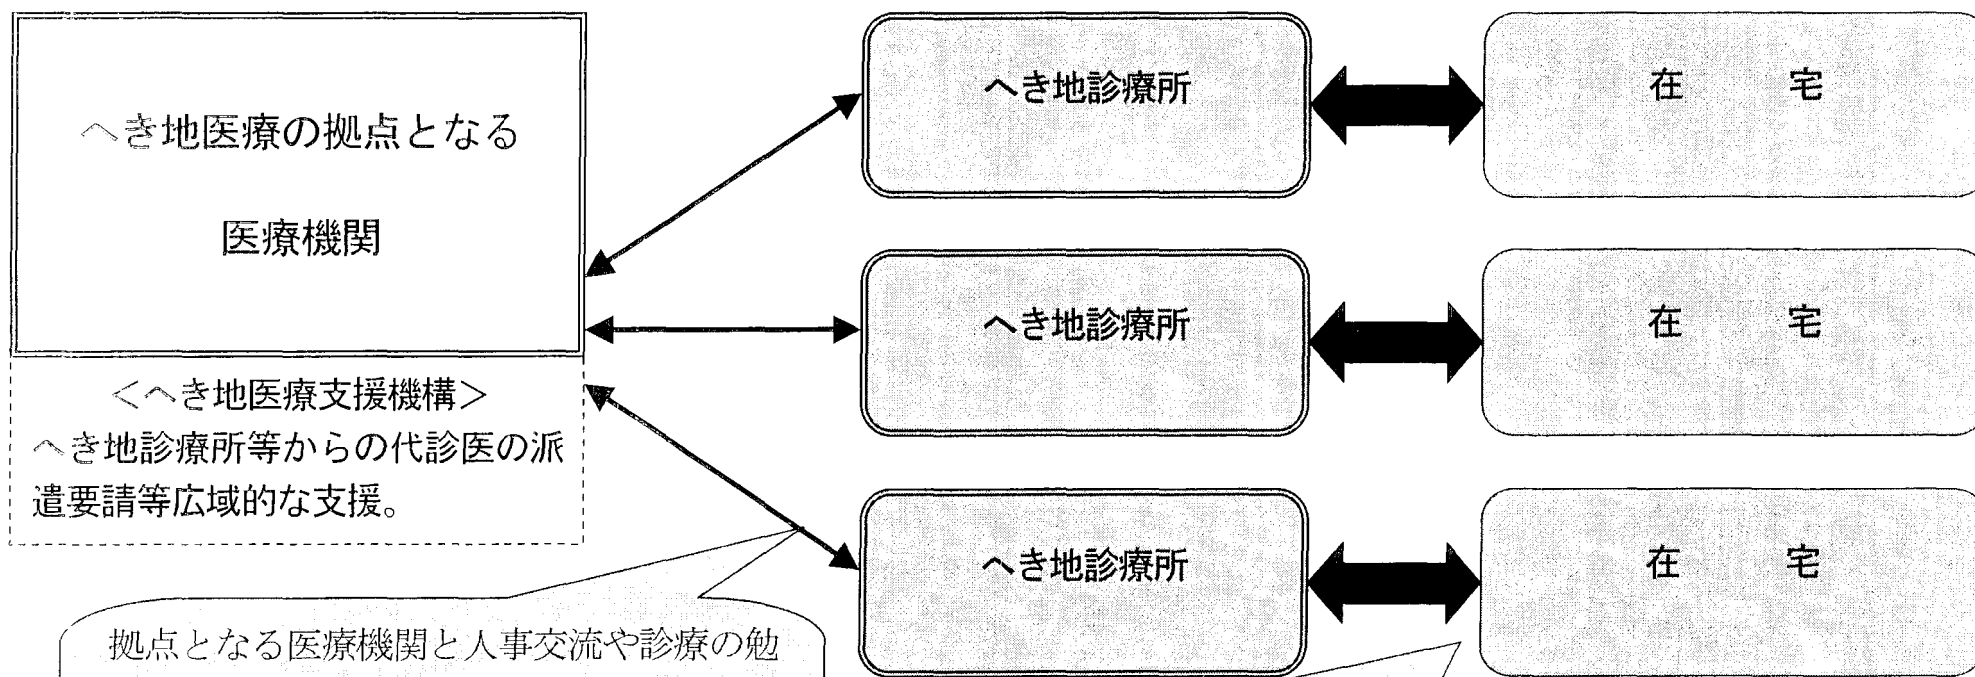 へき地医療の拠点となる
医療機関
<へき地医療支援機構>
へき地診療所等からの代診医の派
遣要請等広域的な支援。
拠点となる医療機関と人事交流や診療の勉
へき地診療所
在 宅
へき地診療所
在 宅
へき地診療所
在 宅